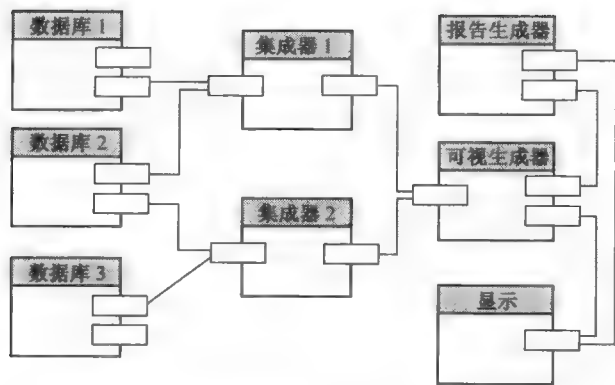 数据库 1
集成器 1
报告生成器
数据库 2
可视生成器
集成器 2
数据库 3
显示